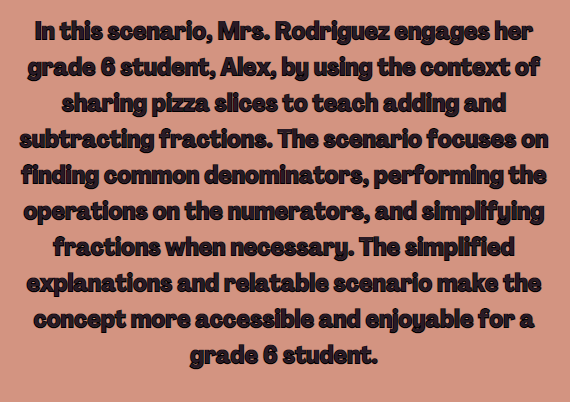 In this scenario, Mrs. Rodriguez engages her
grade 6 student, Alex, by using the context of
sharing pizza slices to teach adding and
subtracting fractions. The scenario focuses on
finding common denominators, performing the
operations on the numerators, and simplifying
fractions when necessary. The simplified
explanations and relatable scenario make the
concept more accessible and enjoyable for a
grade 6 student.